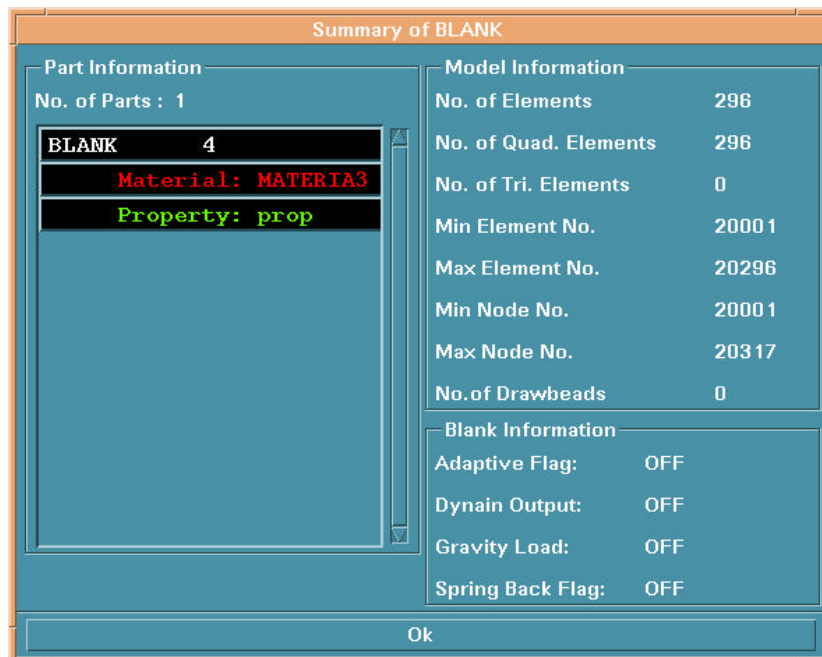 Summary of BLANK
Part Information
No. of Parts : 1
BLANK 4
Material: MATERIA3
Property: prop
Model Information
No. of Elements 296
No. of Quad. Elements 296
No. of Tri. Elements 0
Min Element No. 20001
Max Element No. 20296
Min Node No. 20001
Max Node No. 20317
No.of Drawbeads 0
Blank Information
Adaptive Flag: OFF
Dynain Output: OFF
Gravity Load: OFF
Spring Back Flag: OFF
Ok